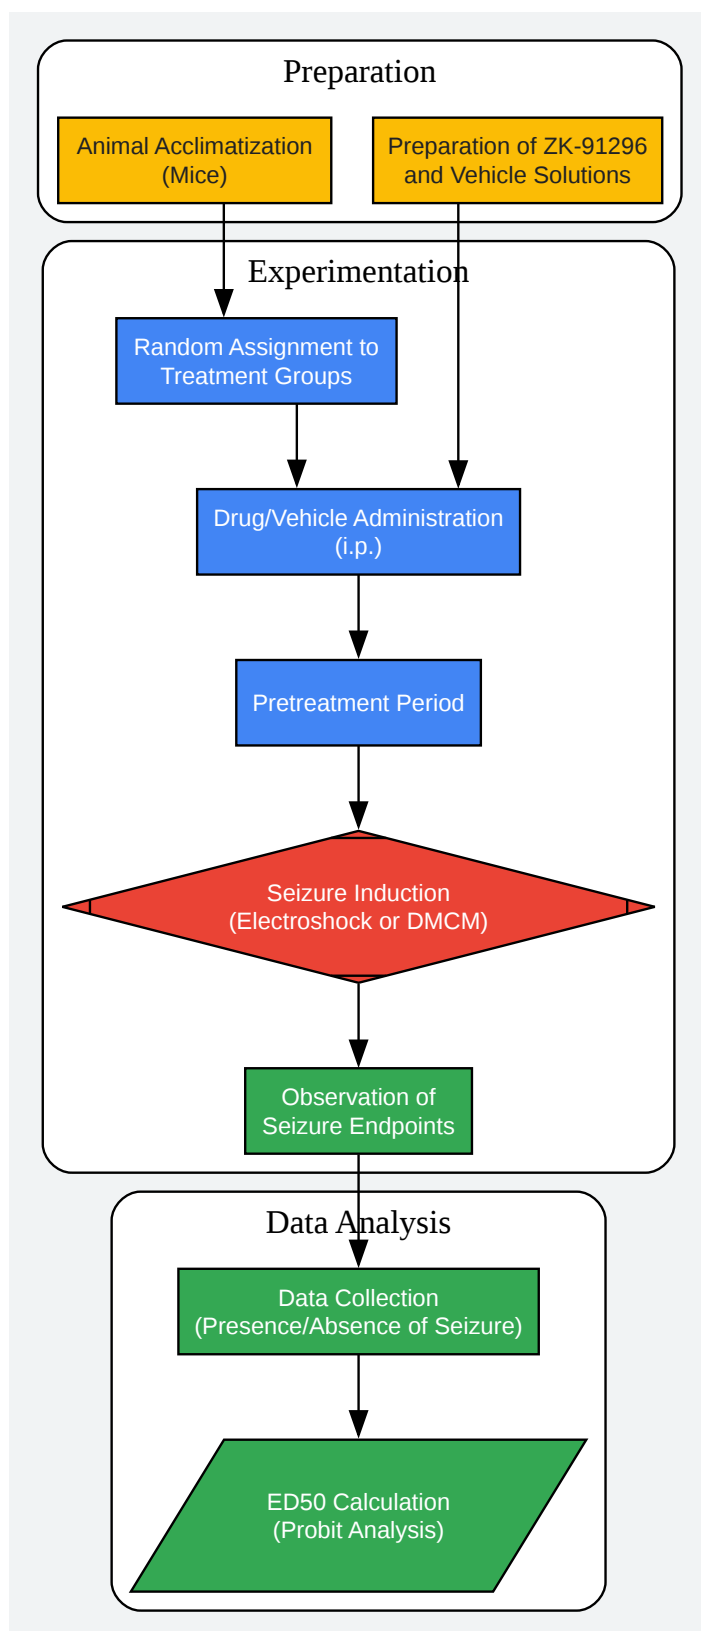 Preparation
Animal Acclimatization
(Mice)
Preparation of ZK-91296
and Vehicle Solutions
Experimentation
Random Assignment to
Treatment Groups
Drug/Vehicle Administration
(i.p.)
Pretreatment Period
Seizure Induction
(Electroshock or DMCM)
Observation of
Seizure Endpoints
Data Analysis
Data Collection
(Presence/Absence of Seizure)
ED50 Calculation
(Probit Analysis)